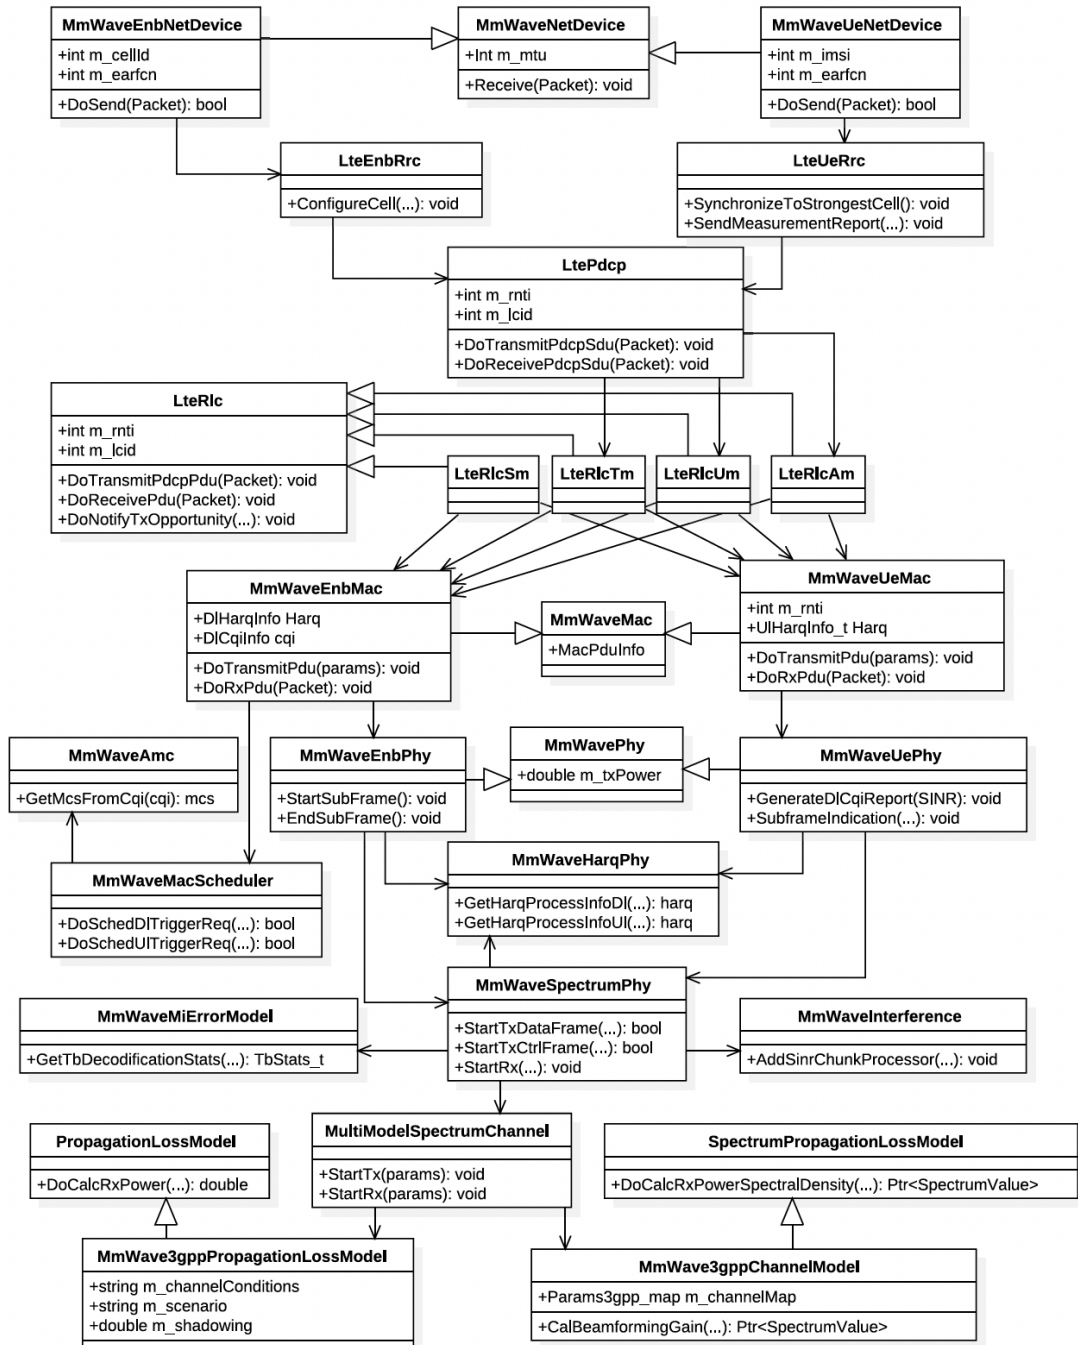 MmWaveEnbNetDevice
+int m_cellId
+int m_earfcn
+DoSend(Packet): bool
MmWaveNetDevice
+Int m_mtu
+Receive(Packet): void
MmWaveUeNetDevice
+int m_imsi
+int m_earfcn
+DoSend(Packet): bool
LteEnbRrc
+ConfigureCell(...): void
LteUeRrc
+SynchronizeToStrongestCell(): void
+SendMeasurementReport(...): void
LtePdcp
+int m_rnti
+int m_lcid
+DoTransmitPdcpSdu(Packet): void
+DoReceivePdcpSdu(Packet): void
LteRlc
+int m_rnti
+int m_lcid
+DoTransmitPdcpPdu(Packet): void
+DoReceivePdu(Packet): void
+DoNotifyTxOpportunity(...): void
LteRlcSm
LteRlcTm
LteRlcUm
LteRlcAm
MmWaveEnbMac
+DlHarqInfo Harq
+DlCqiInfo cqi
+DoTransmitPdu(params): void
+DoRxPdu(Packet): void
MmWaveMac
+MacPduInfo
MmWaveUeMac
+int m_rnti
+UlHarqInfo_t Harq
+DoTransmitPdu(params): void
+DoRxPdu(Packet): void
MmWaveAmc
+GetMcsFromCqi(cqi): mcs
MmWaveEnbPhy
+StartSubFrame(): void
+EndSubFrame(): void
MmWavePhy
+double m_txPower
MmWaveUePhy
+GenerateDlCqiReport(SINR): void
+SubframeIndication(...): void
MmWaveMacScheduler
+DoSchedDlTriggerReq(...): bool
+DoSchedUlTriggerReq(...): bool
MmWaveHarqPhy
+GetHarqProcessInfoDl(...): harq
+GetHarqProcessInfoUl(...): harq
MmWaveMiErrorModel
+GetTbDecodificationStats(...): TbStats_t
MmWaveSpectrumPhy
+StartTxDataFrame(...): bool
+StartTxCtrlFrame(...): bool
+StartRx(...): void
MmWaveInterference
+AddSinrChunkProcessor(...): void
PropagationLossModel
+DoCalcRxPower(...): double
MultiModelSpectrumChannel
+StartTx(params): void
+StartRx(params): void
SpectrumPropagationLossModel
+DoCalcRxPowerSpectralDensity(...): Ptr<SpectrumValue>
MmWave3gppPropagationLossModel
+string m_channelConditions
+string m_scenario
+double m_shadowing
MmWave3gppChannelModel
+Params3gpp_map m_channelMap
+CalBeamformingGain(...): Ptr<SpectrumValue>